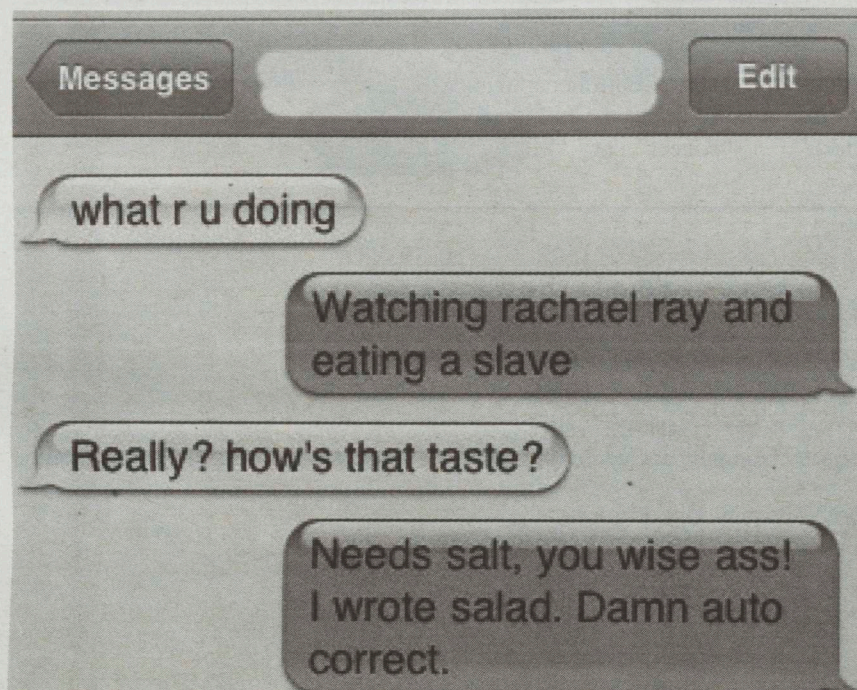 Messages
Edit
what r u doing
Watching rachael ray and
eating a slave
Really? how's that taste?
Needs salt, you wise ass!
I wrote salad. Damn auto
correct.